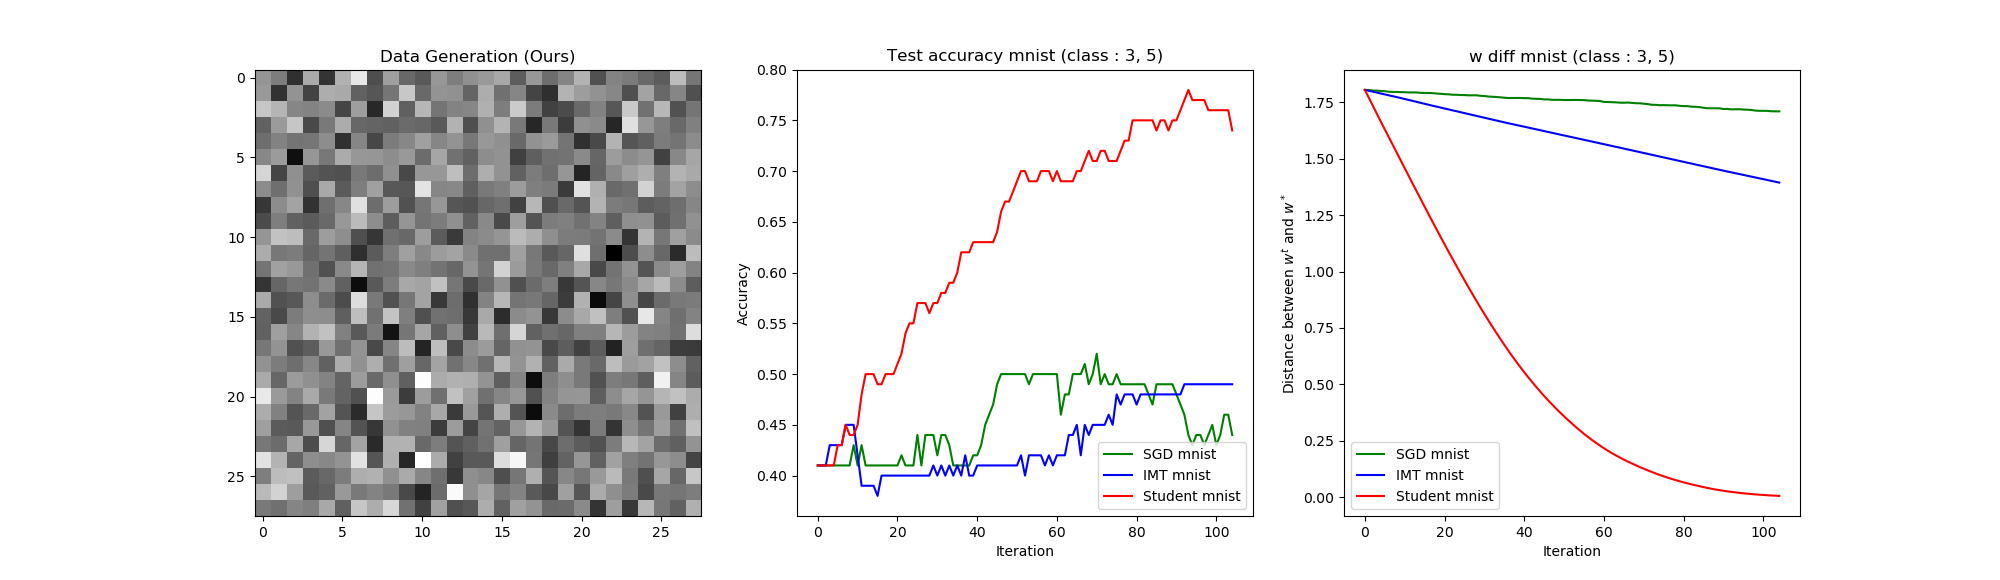 Data Generation (Ours)
0
5
10
15
20
25
0 5 10 15 20 25
Test accuracy mnist (class : 3, 5)
Accuracy
0.80
0.75
0.70
0.65
0.60
0.55
0.50
0.45
0.40
SGD mnist
IMT mnist
Student mnist
0 20 40 60 80 100
Iteration
w diff mnist (class : 3, 5)
Distance between w^t and w^*
1.75
1.50
1.25
1.00
0.75
0.50
0.25
0.00
SGD mnist
IMT mnist
Student mnist
0 20 40 60 80 100
Iteration